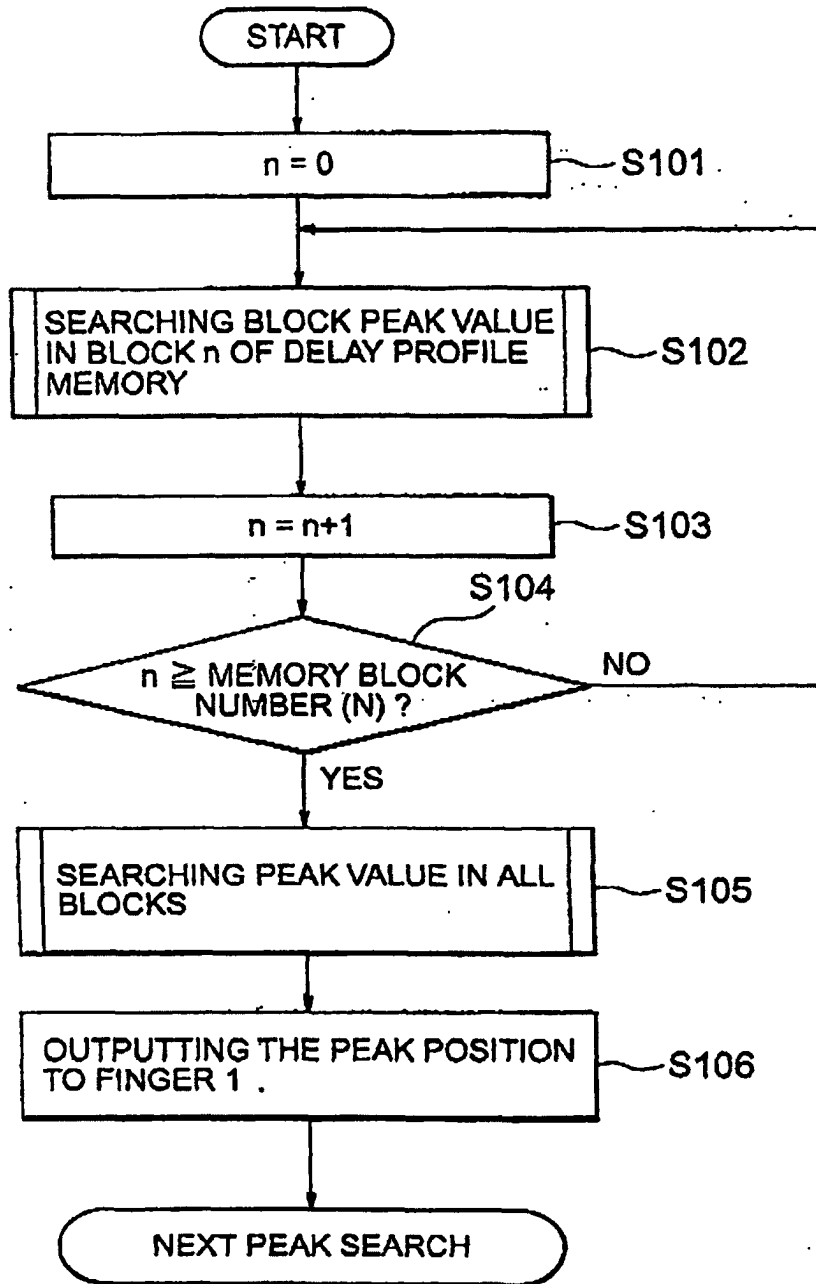 START
n = 0
S101
SEARCHING BLOCK PEAK VALUE
IN BLOCK n OF DELAY PROFILE
MEMORY
S102
n = n+1
S103
S104
n ≧ MEMORY BLOCK
NUMBER (N) ?
NO
YES
SEARCHING PEAK VALUE IN ALL
BLOCKS
S105
OUTPUTTING THE PEAK POSITION
TO FINGER 1 .
S106
NEXT PEAK SEARCH